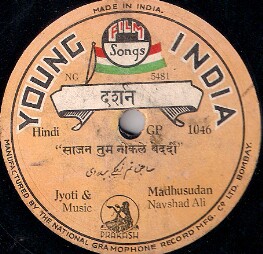 MADE IN INDIA.
YOUNG INDIA
FILM
Songs
NG 5481
दर्शन
Hindi GP 1046
"साजन तुम नीकले बेदर्दी"
ساجن تم نکلے بیدردی
Jyoti & Madhusudan
Music Navshad Ali
PRAKASH
MANUFACTURED BY THE NATIONAL GRAMOPHONE RECORD MFG. CO. LTD. BOMBAY.